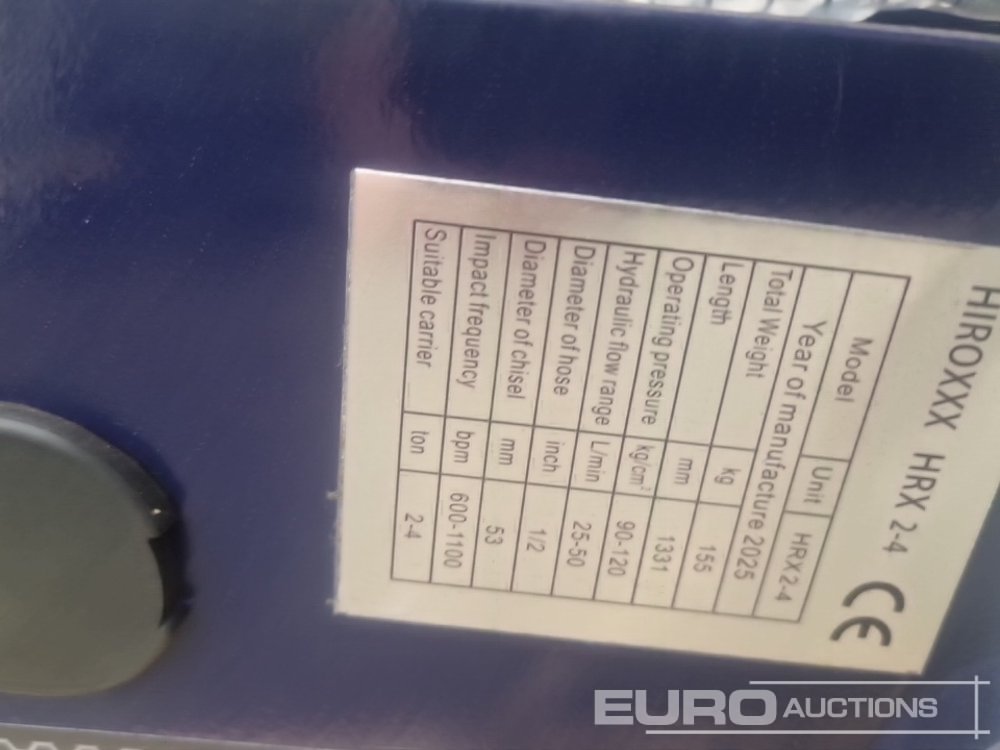 HIROXXX HRX 2-4 CE
Model Unit HRX2-4
Year of manufacture 2025
Total Weight kg 155
Length mm 1331
Operating pressure kg/cm² 90-120
Hydraulic flow range L/min 25-50
Diameter of hose inch 1/2
Diameter of chisel mm 53
Impact frequency bpm 600-1100
Suitable carrier ton 2-4
EURO AUCTIONS